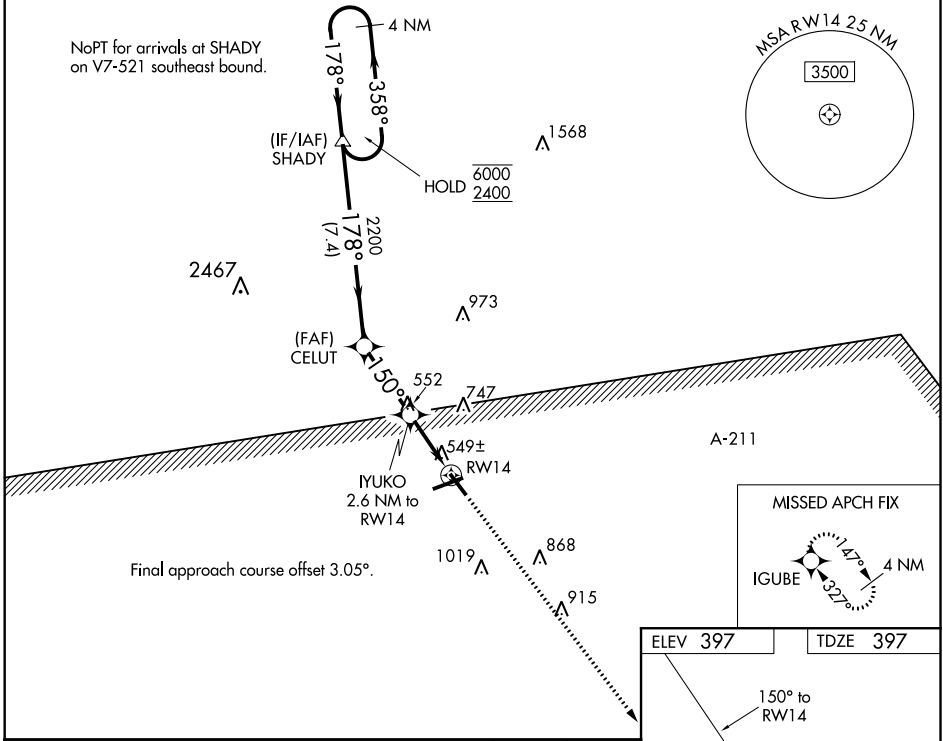 NoPT for arrivals at SHADY
on V7-521 southeast bound.
4 NM
178°
358°
(IF/IAF)
SHADY
HOLD 6000
2400
1568
MSA RW14 25 NM
3500
2200
178°
(7.4)
2467
973
(FAF)
CELUT
150°
552
747
A-211
549±
RW14
IYUKO
2.6 NM to
RW14
MISSED APCH FIX
147°
4 NM
IGUBE
327°
Final approach course offset 3.05°.
1019
868
915
ELEV 397
TDZE 397
150° to
RW14